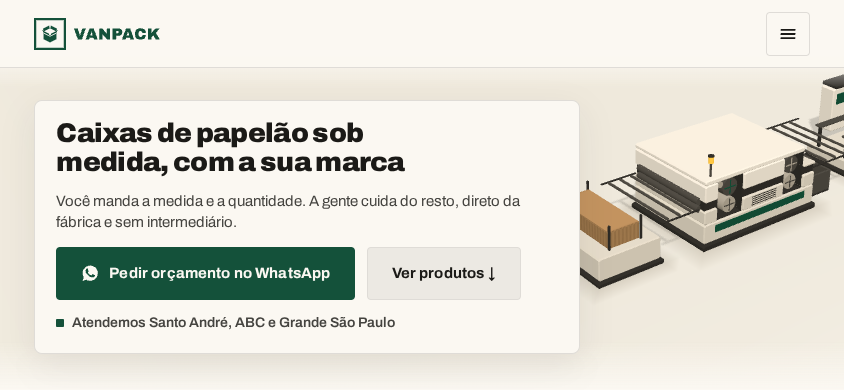 VANPACK
Caixas de papelão sob
medida, com a sua marca
Você manda a medida e a quantidade. A gente cuida do resto, direto da
fábrica e sem intermediário.
Pedir orçamento no WhatsApp
Ver produtos ↓
Atendemos Santo André, ABC e Grande São Paulo